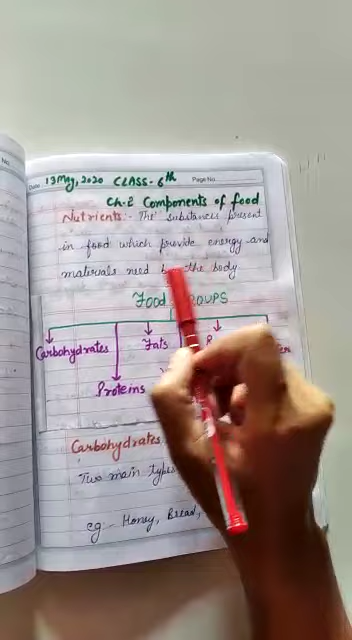 No.
Date 13 May, 2020 CLASS - 6th Page No.
Ch-2 Components of food
Nutrients:- The substances present
in food which provide energy and
materials need by the body
Food GROUPS
Carbohydrates Fats
Proteins
Carbohydrates
Two main types
eg:- Honey, Bread,